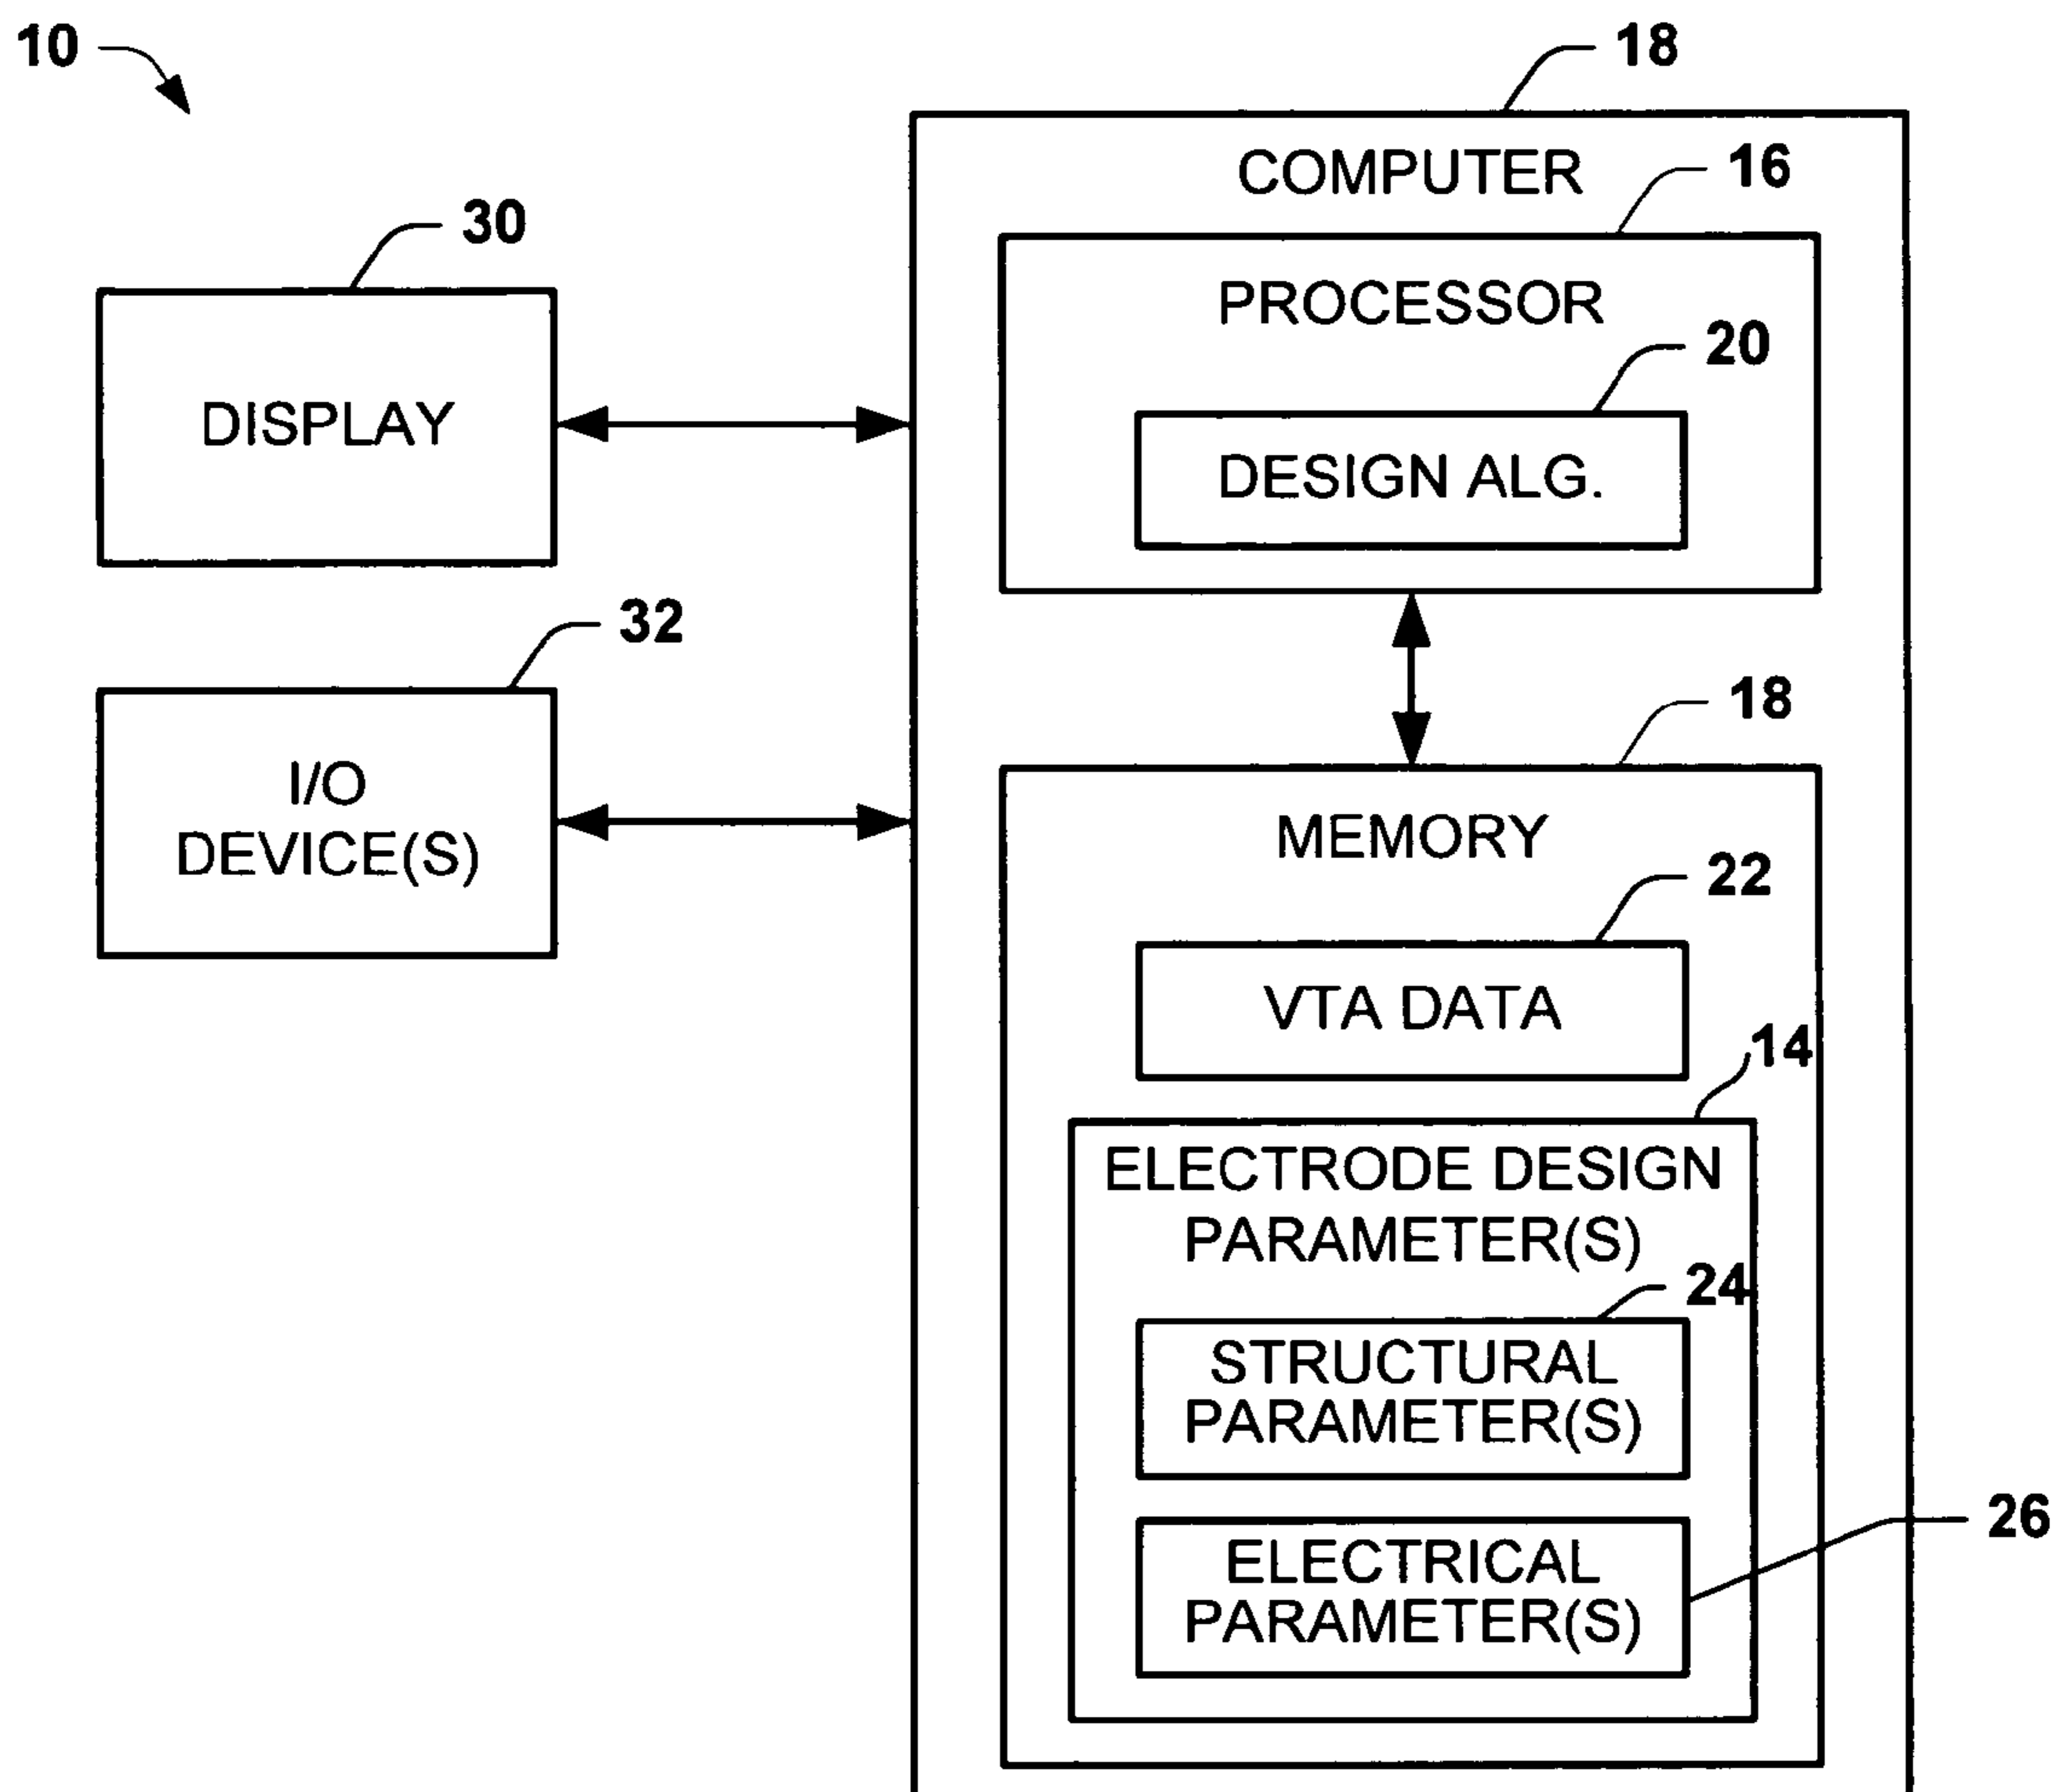 10
18
COMPUTER
16
30
PROCESSOR
20
DISPLAY
DESIGN ALG.
32
18
I/O
DEVICE(S)
MEMORY
22
VTA DATA
14
ELECTRODE DESIGN
PARAMETER(S)
24
STRUCTURAL
PARAMETER(S)
26
ELECTRICAL
PARAMETER(S)